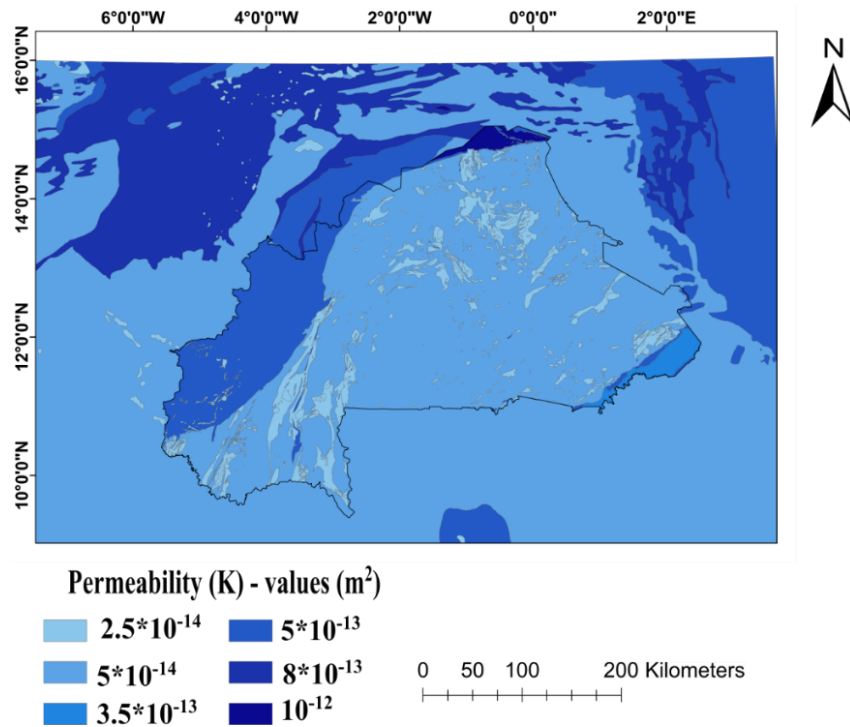 6°0'0"W 4°0'0"W 2°0'0"W 0°0'0" 2°0'0"E
N
16°0'0"N
14°0'0"N
12°0'0"N
10°0'0"N
Permeability (K) - values (m²)
2.5*10⁻¹⁴ 5*10⁻¹³
5*10⁻¹⁴ 8*10⁻¹³
3.5*10⁻¹³ 10⁻¹²
0 50 100 200 Kilometers